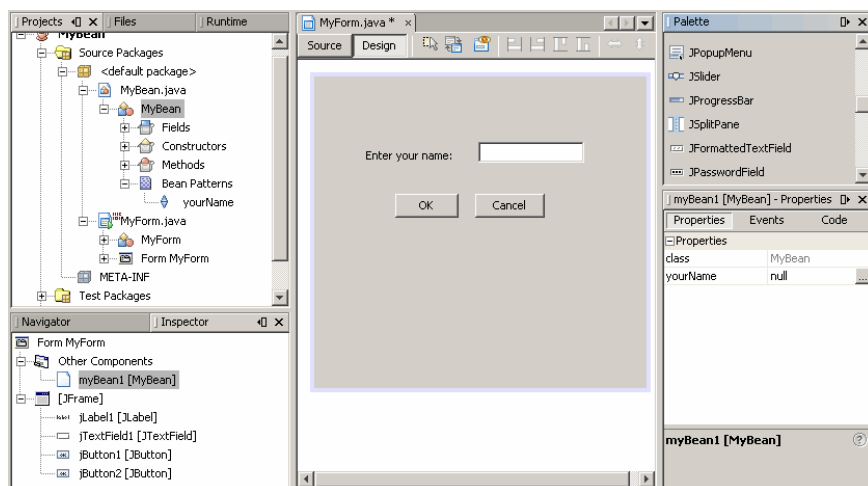 Projects
Files
Runtime
MyBean
Source Packages
<default package>
MyBean.java
MyBean
Fields
Constructors
Methods
Bean Patterns
yourName
MyForm.java
MyForm
Form MyForm
META-INF
Test Packages
Navigator
Inspector
Form MyForm
Other Components
myBean1 [MyBean]
[JFrame]
jLabel1 [JLabel]
jTextField1 [JTextField]
jButton1 [JButton]
jButton2 [JButton]
MyForm.java *
Source
Design
Enter your name:
OK
Cancel
Palette
JPopupMenu
JSlider
JProgressBar
JSplitPane
JFormattedTextField
JPasswordField
myBean1 [MyBean] - Properties
Properties
Events
Code
Properties
class MyBean
yourName null ...
myBean1 [MyBean]